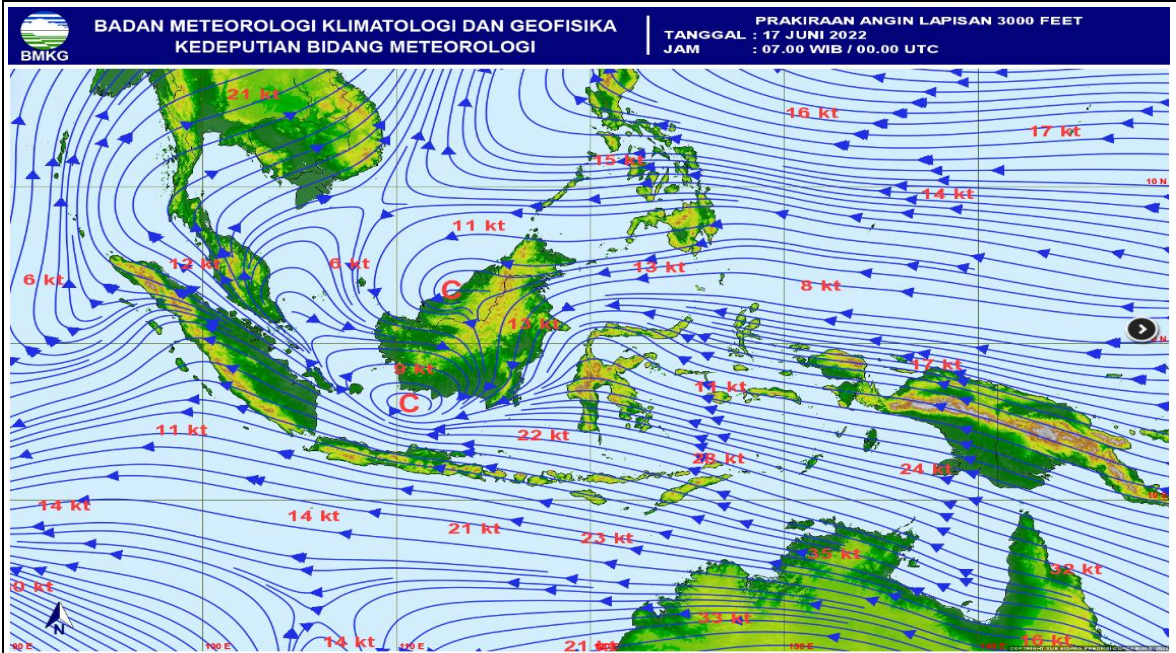 BADAN METEOROLOGI KLIMATOLOGI DAN GEOFISIKA
KEDEPUTIAN BIDANG METEOROLOGI
BMKG
PRAKIRAAN ANGIN LAPISAN 3000 FEET
TANGGAL : 17 JUNI 2022
JAM : 07.00 WIB / 00.00 UTC
21 kt
16 kt
17 kt
15 kt
10 N
14 kt
11 kt
12 kt
6 kt
13 kt
6 kt
8 kt
C
13 kt
9 kt
17 kt
11 kt
C
11 kt
22 kt
28 kt
24 kt
14 kt
14 kt
21 kt
23 kt
35 kt
32 kt
0 kt
33 kt
N
14 kt
21 kt
16 kt
100 E
110 E
130 E